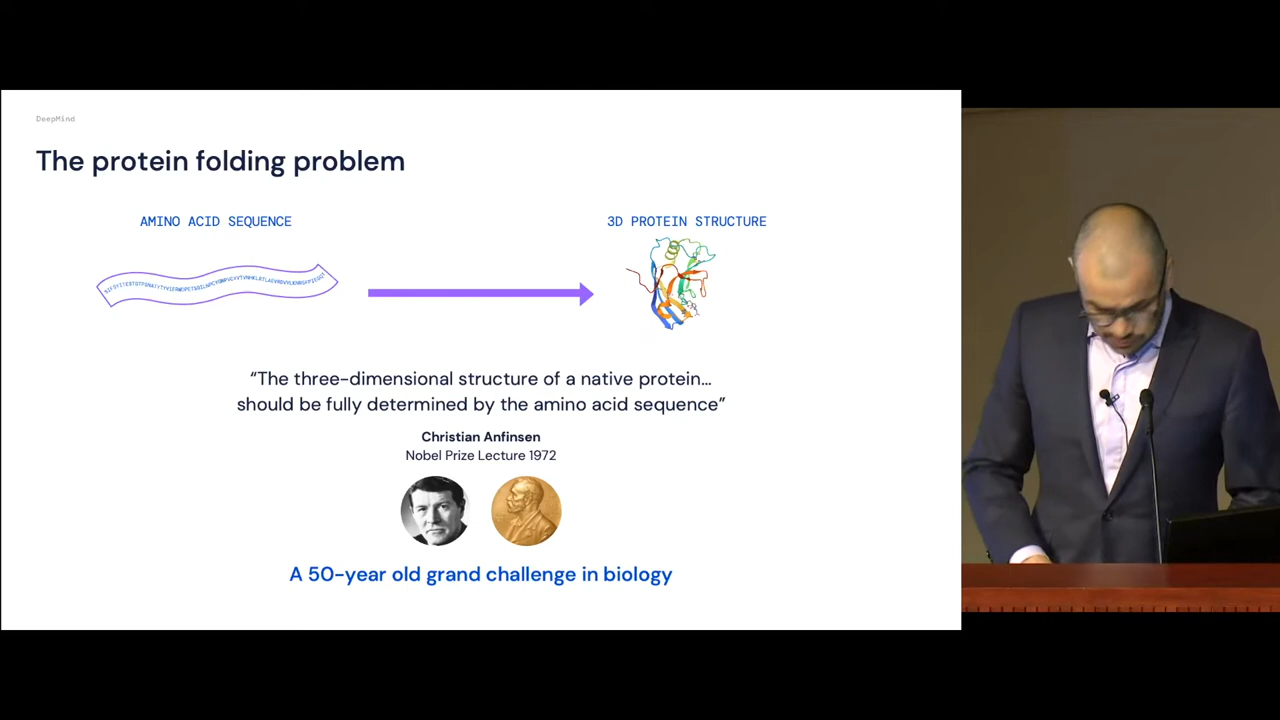 DeepMind
The protein folding problem
AMINO ACID SEQUENCE
3D PROTEIN STRUCTURE
“The three-dimensional structure of a native protein...
should be fully determined by the amino acid sequence”
Christian Anfinsen
Nobel Prize Lecture 1972
A 50-year old grand challenge in biology